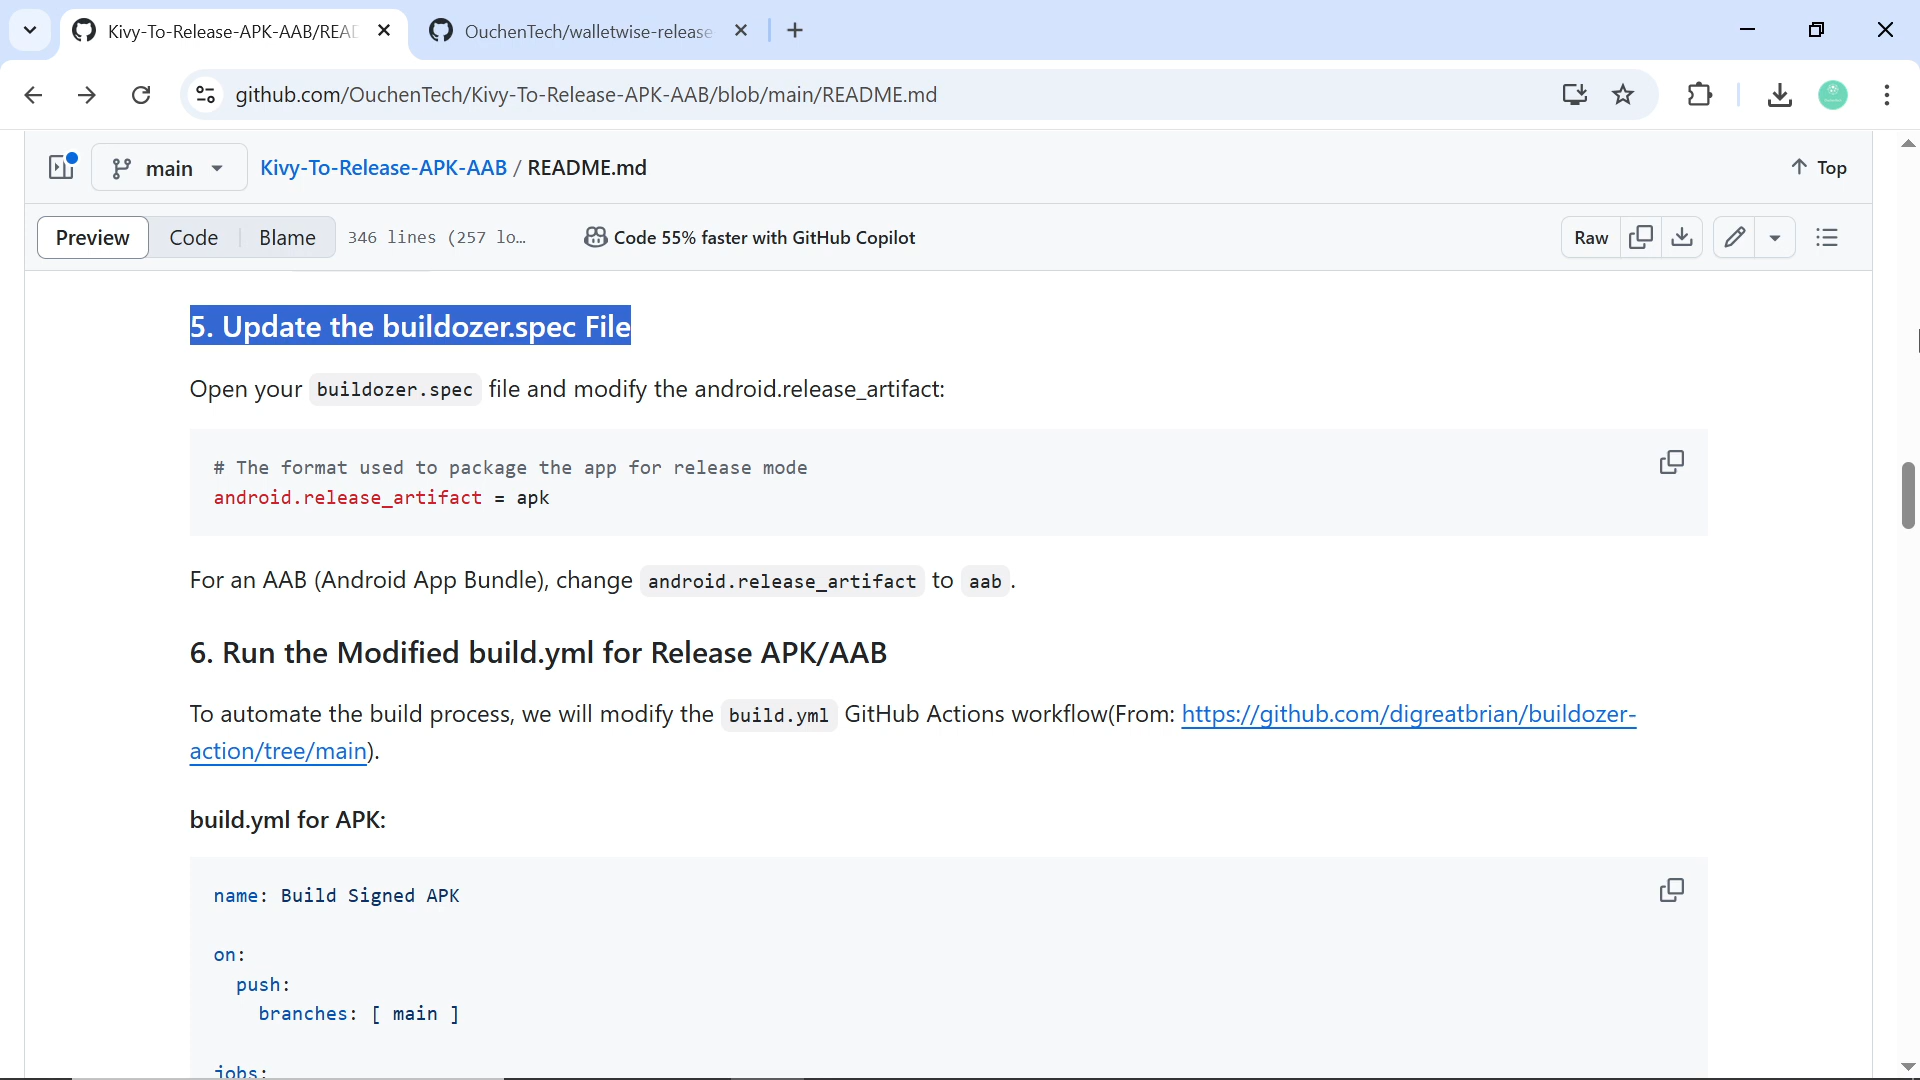 Kivy-To-Release-APK-AAB/READ
OuchenTech/walletwise-release
github.com/OuchenTech/Kivy-To-Release-APK-AAB/blob/main/README.md
main
Kivy-To-Release-APK-AAB / README.md
Top
Preview
Code
Blame
346 lines (257 lo...
Code 55% faster with GitHub Copilot
Raw
5. Update the buildozer.spec File
Open your buildozer.spec file and modify the android.release_artifact:
# The format used to package the app for release mode
android.release_artifact = apk
For an AAB (Android App Bundle), change android.release_artifact to aab.
6. Run the Modified build.yml for Release APK/AAB
To automate the build process, we will modify the build.yml GitHub Actions workflow(From: https://github.com/digreatbrian/buildozer-
action/tree/main).
build.yml for APK:
name: Build Signed APK
on:
push:
branches: [ main ]
jobs: